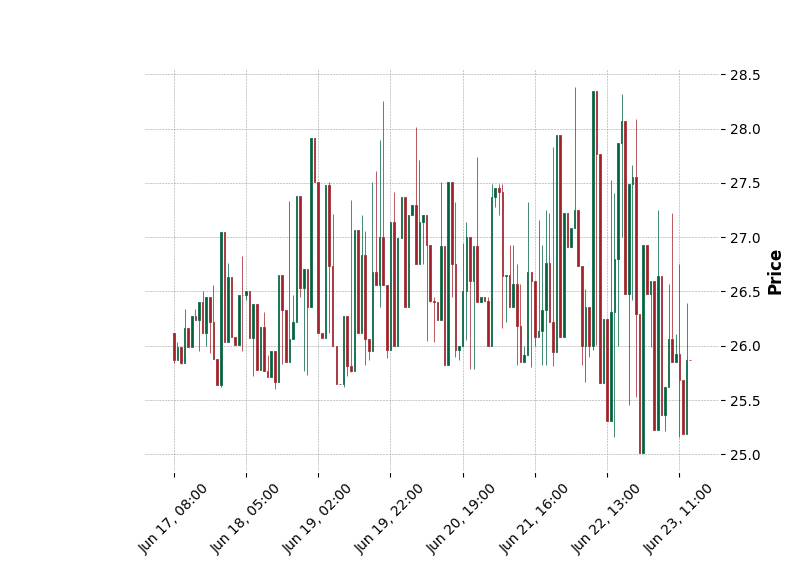 28.5
28.0
27.5
27.0
26.5
26.0
25.5
25.0
Price
Jun 17, 08:00
Jun 18, 05:00
Jun 19, 02:00
Jun 19, 22:00
Jun 20, 19:00
Jun 21, 16:00
Jun 22, 13:00
Jun 23, 11:00